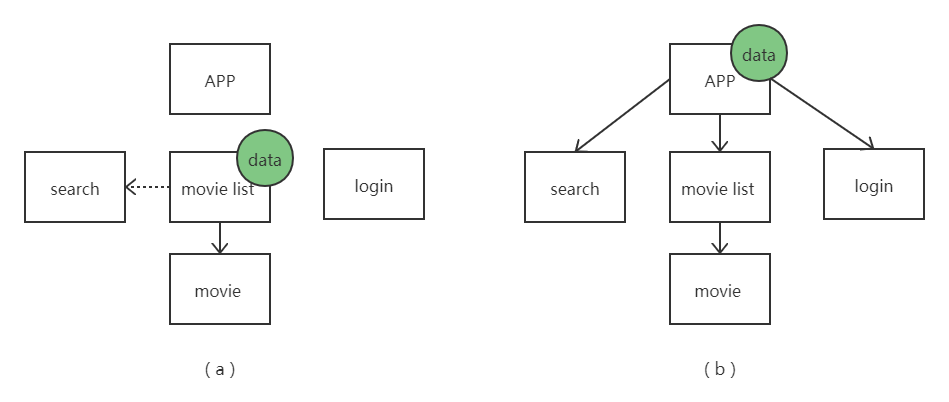 APP
data
search
movie list
login
movie
( a )
data
APP
search
movie list
login
movie
( b )